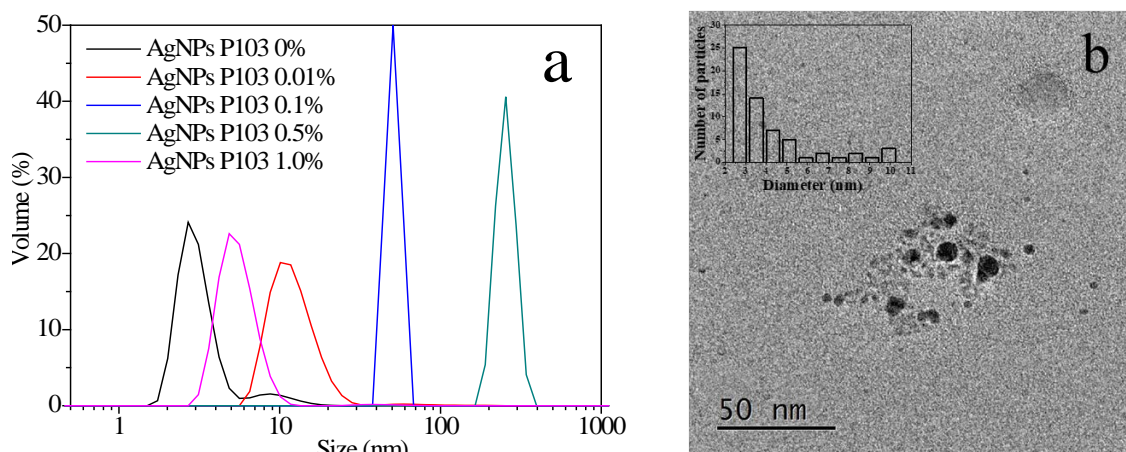 a
AgNPs P103 0%
AgNPs P103 0.01%
AgNPs P103 0.1%
AgNPs P103 0.5%
AgNPs P103 1.0%
50
40
30
20
10
0
Volume (%)
1 10 100 1000
Size (nm)
b
30
25
20
15
10
5
0
Number of particles
2 3 4 5 6 7 8 9 10 11
Diameter (nm)
50 nm